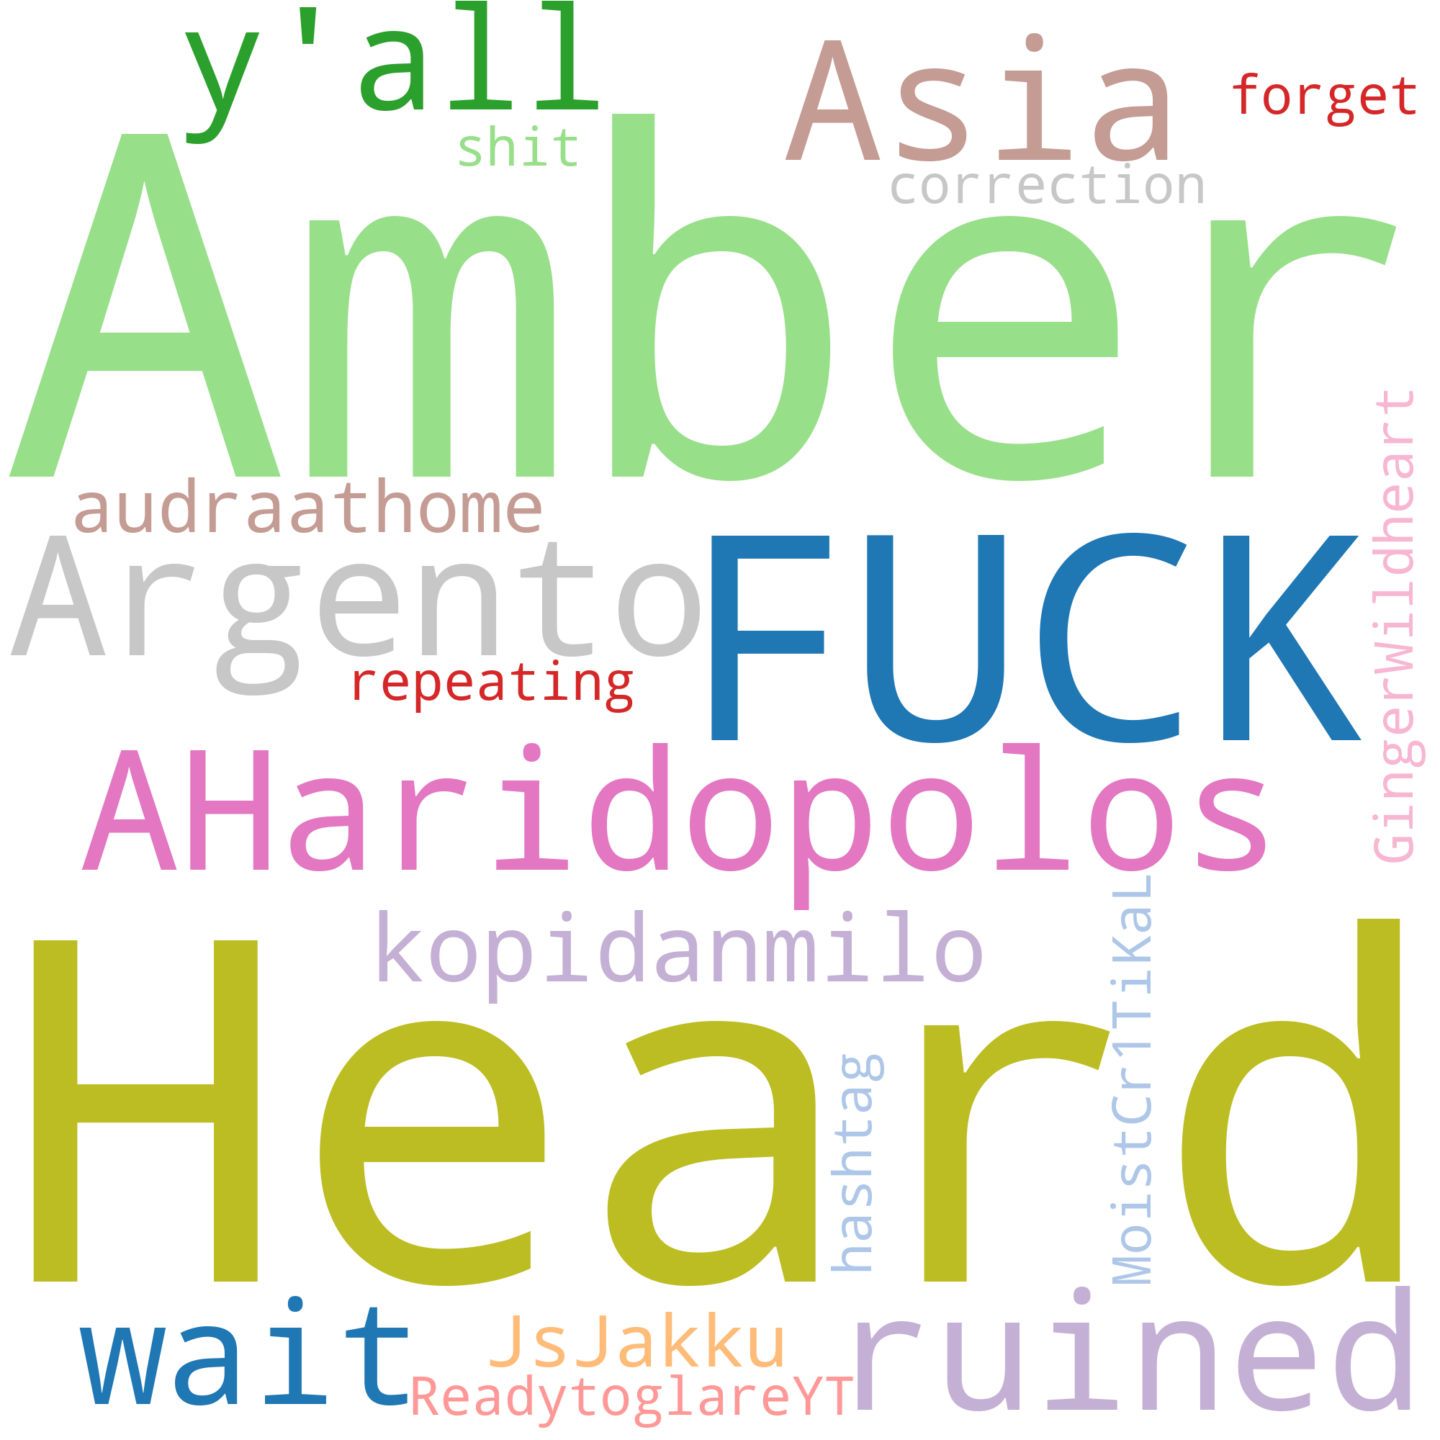 y'all
Asia
forget
shit
correction
Amber
GingerWildheart
audraathome
Argento
FUCK
repeating
AHaridopolos
kopidanmilo
MoistCr1TiKaL
Heard
hashtag
wait
JsJakku
ruined
ReadytoglareYT